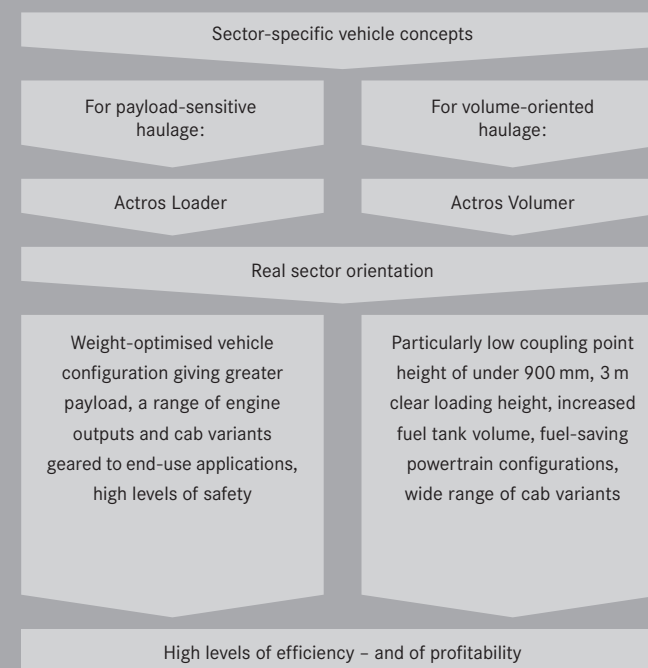 Sector-specific vehicle concepts
For payload-sensitive
haulage:
For volume-oriented
haulage:
Actros Loader
Actros Volumer
Real sector orientation
Weight-optimised vehicle
configuration giving greater
payload, a range of engine
outputs and cab variants
geared to end-use applications,
high levels of safety
Particularly low coupling point
height of under 900 mm, 3 m
clear loading height, increased
fuel tank volume, fuel-saving
powertrain configurations,
wide range of cab variants
High levels of efficiency – and of profitability